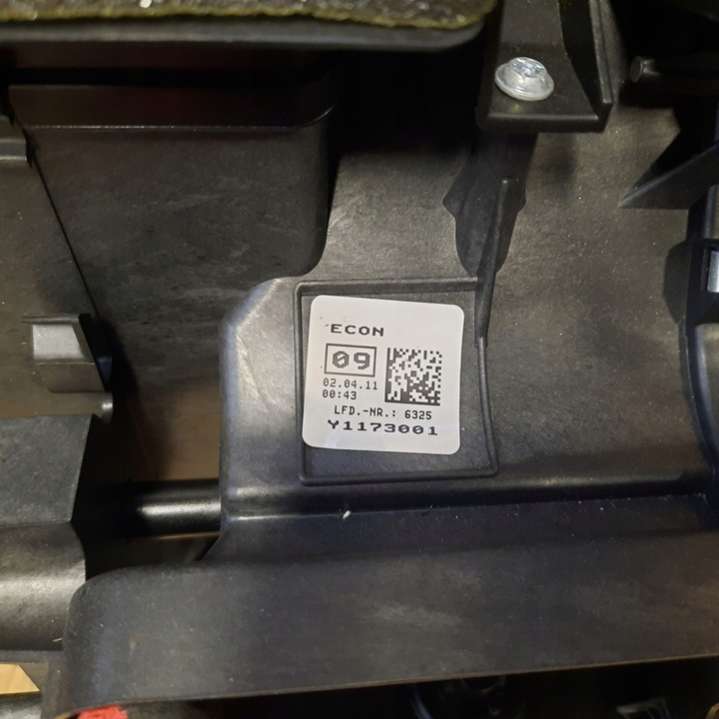 ECON
09
02.04.11
00:43
LFD.-NR.: 6325
Y1173001